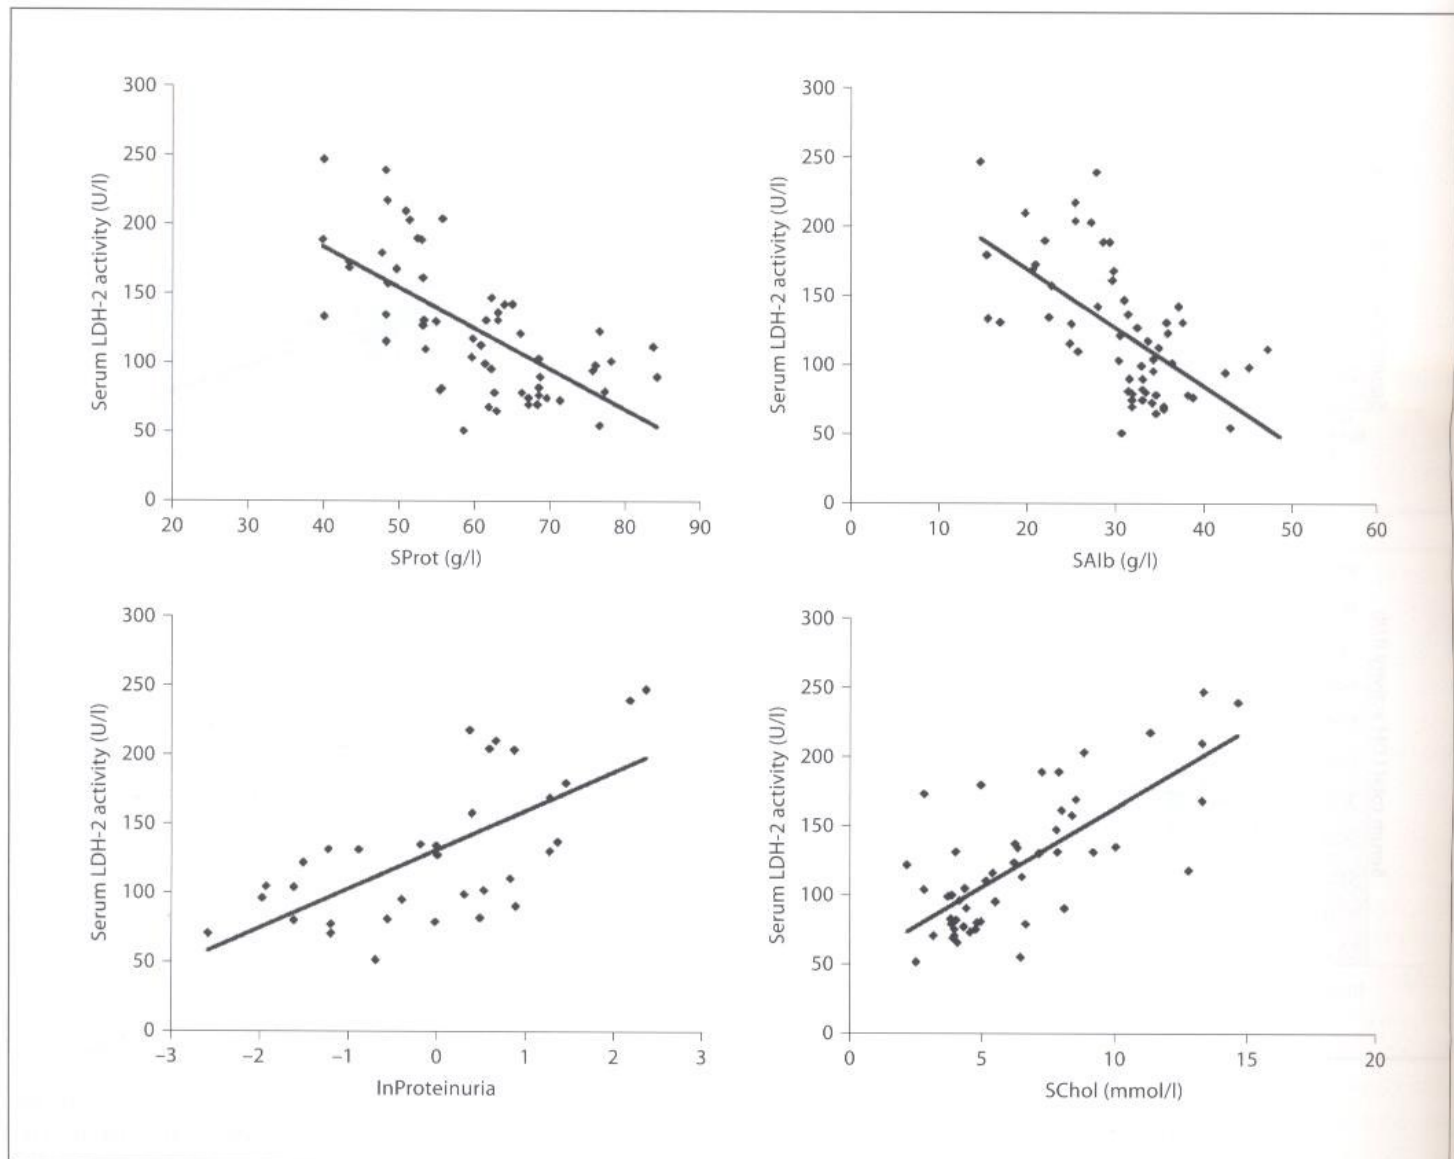 300
250
200
150
100
50
0
Serum LDH-2 activity (U/l)
20 30 40 50 60 70 80 90
SProt (g/l)
300
250
200
150
100
50
0
Serum LDH-2 activity (U/l)
0 10 20 30 40 50 60
SAlb (g/l)
300
250
200
150
100
50
0
Serum LDH-2 activity (U/l)
–3 –2 –1 0 1 2 3
lnProteinuria
300
250
200
150
100
50
0
Serum LDH-2 activity (U/l)
0 5 10 15 20
SChol (mmol/l)